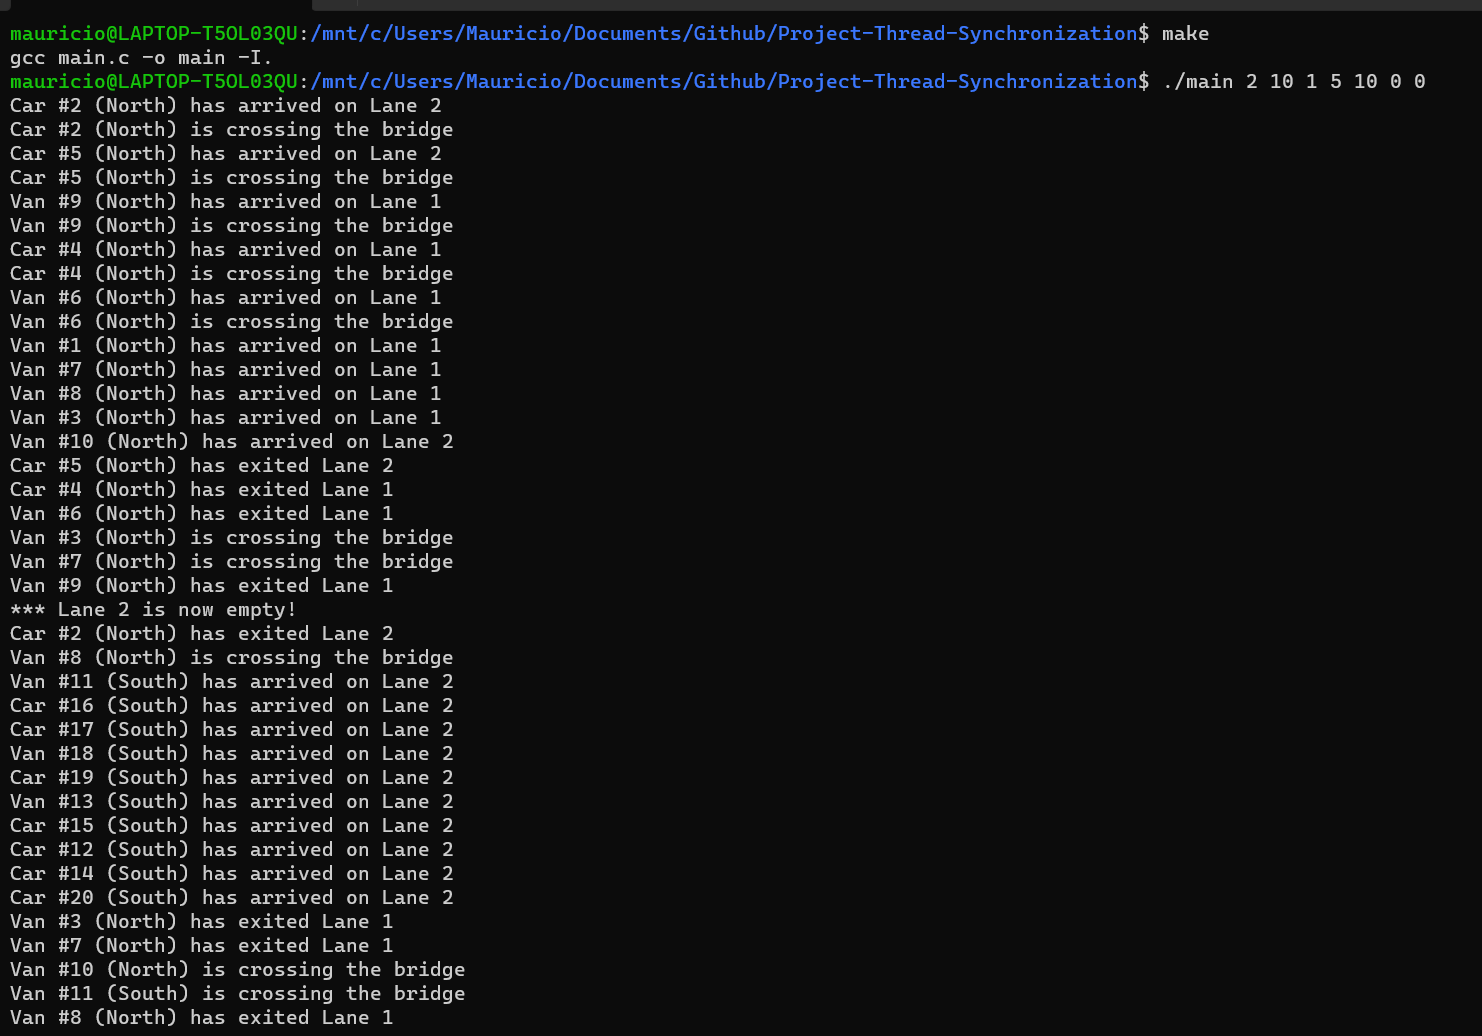 mauricio@LAPTOP-T5OL03QU:/mnt/c/Users/Mauricio/Documents/Github/Project-Thread-Synchronization$ make
gcc main.c -o main -I.
mauricio@LAPTOP-T5OL03QU:/mnt/c/Users/Mauricio/Documents/Github/Project-Thread-Synchronization$ ./main 2 10 1 5 10 0 0
Car #2 (North) has arrived on Lane 2
Car #2 (North) is crossing the bridge
Car #5 (North) has arrived on Lane 2
Car #5 (North) is crossing the bridge
Van #9 (North) has arrived on Lane 1
Van #9 (North) is crossing the bridge
Car #4 (North) has arrived on Lane 1
Car #4 (North) is crossing the bridge
Van #6 (North) has arrived on Lane 1
Van #6 (North) is crossing the bridge
Van #1 (North) has arrived on Lane 1
Van #7 (North) has arrived on Lane 1
Van #8 (North) has arrived on Lane 1
Van #3 (North) has arrived on Lane 1
Van #10 (North) has arrived on Lane 2
Car #5 (North) has exited Lane 2
Car #4 (North) has exited Lane 1
Van #6 (North) has exited Lane 1
Van #3 (North) is crossing the bridge
Van #7 (North) is crossing the bridge
Van #9 (North) has exited Lane 1
*** Lane 2 is now empty!
Car #2 (North) has exited Lane 2
Van #8 (North) is crossing the bridge
Van #11 (South) has arrived on Lane 2
Car #16 (South) has arrived on Lane 2
Car #17 (South) has arrived on Lane 2
Van #18 (South) has arrived on Lane 2
Car #19 (South) has arrived on Lane 2
Van #13 (South) has arrived on Lane 2
Car #15 (South) has arrived on Lane 2
Car #12 (South) has arrived on Lane 2
Car #14 (South) has arrived on Lane 2
Car #20 (South) has arrived on Lane 2
Van #3 (North) has exited Lane 1
Van #7 (North) has exited Lane 1
Van #10 (North) is crossing the bridge
Van #11 (South) is crossing the bridge
Van #8 (North) has exited Lane 1